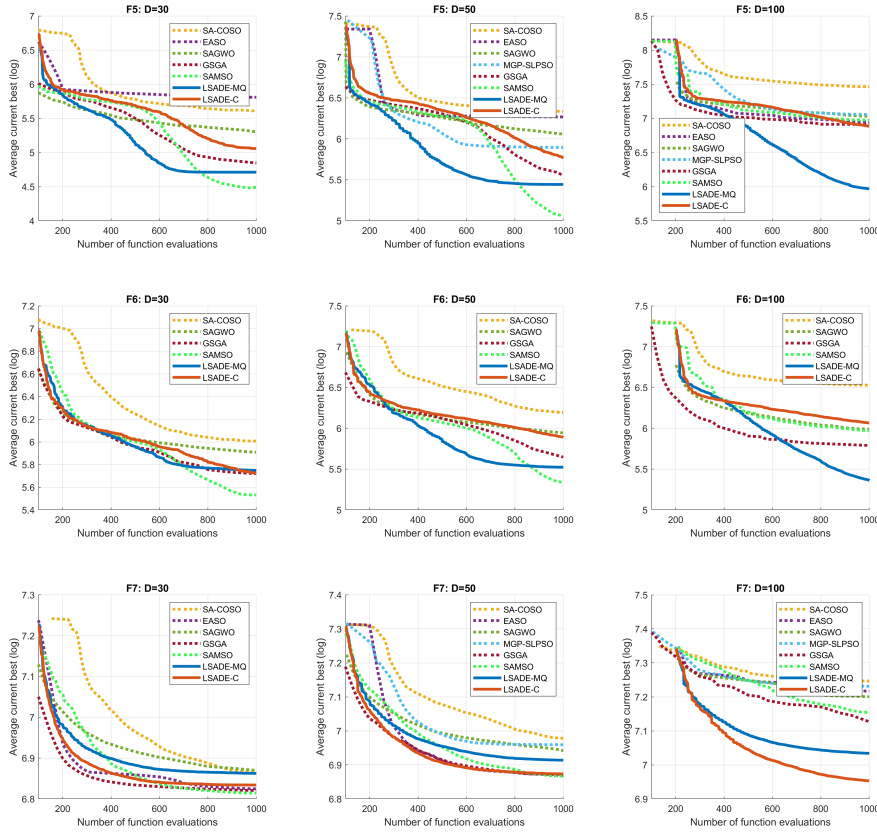 F5: D=30
Average current best (log)
7
6.5
6
5.5
5
4.5
4
200
400
600
800
1000
Number of function evaluations
SA-COSO
EASO
SAGWO
GSGA
SAMSO
LSADE-MQ
LSADE-C
F5: D=50
Average current best (log)
7.5
7
6.5
6
5.5
5
200
400
600
800
1000
Number of function evaluations
SA-COSO
EASO
SAGWO
MGP-SLPSO
GSGA
SAMSO
LSADE-MQ
LSADE-C
F5: D=100
Average current best (log)
9
8.5
8
7.5
7
6.5
6
5.5
200
400
600
800
1000
Number of function evaluations
SA-COSO
EASO
SAGWO
MGP-SLPSO
GSGA
SAMSO
LSADE-MQ
LSADE-C
F6: D=30
Average current best (log)
7.2
7
6.8
6.6
6.4
6.2
6
5.8
5.6
5.4
200
400
600
800
1000
Number of function evaluations
SA-COSO
SAGWO
GSGA
SAMSO
LSADE-MQ
LSADE-C
F6: D=50
Average current best (log)
7.5
7
6.5
6
5.5
5
200
400
600
800
1000
Number of function evaluations
SA-COSO
SAGWO
GSGA
SAMSO
LSADE-MQ
LSADE-C
F6: D=100
Average current best (log)
7.5
7
6.5
6
5.5
5
200
400
600
800
1000
Number of function evaluations
SA-COSO
SAGWO
GSGA
SAMSO
LSADE-MQ
LSADE-C
F7: D=30
Average current best (log)
7.3
7.2
7.1
7
6.9
6.8
200
400
600
800
1000
Number of function evaluations
SA-COSO
EASO
SAGWO
GSGA
SAMSO
LSADE-MQ
LSADE-C
F7: D=50
Average current best (log)
7.4
7.3
7.2
7.1
7
6.9
6.8
200
400
600
800
1000
Number of function evaluations
SA-COSO
EASO
SAGWO
MGP-SLPSO
GSGA
SAMSO
LSADE-MQ
LSADE-C
F7: D=100
Average current best (log)
7.5
7.4
7.3
7.2
7.1
7
6.9
200
400
600
800
1000
Number of function evaluations
SA-COSO
EASO
SAGWO
MGP-SLPSO
GSGA
SAMSO
LSADE-MQ
LSADE-C